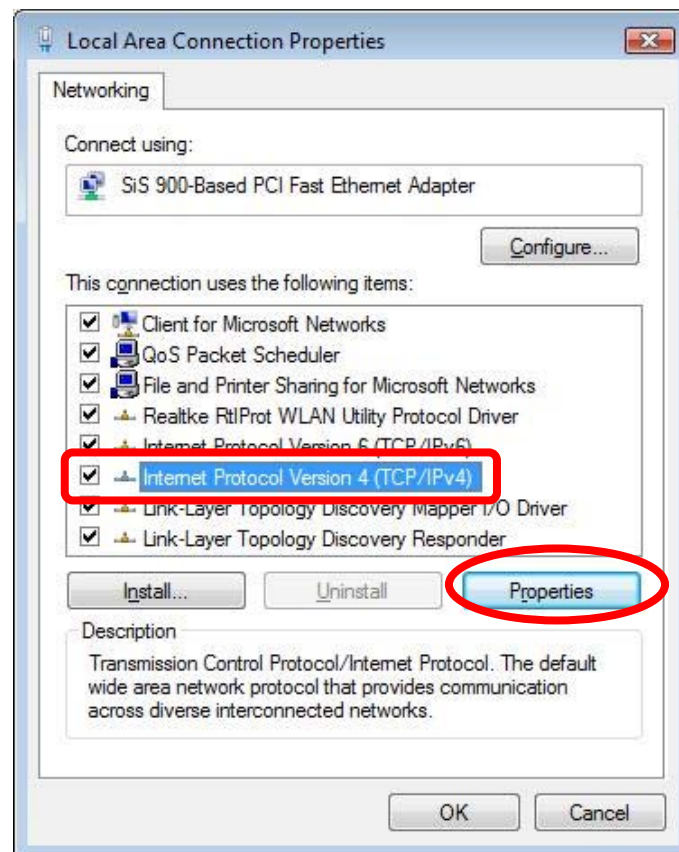 Local Area Connection Properties
Networking
Connect using:
SiS 900-Based PCI Fast Ethernet Adapter
Configure...
This connection uses the following items:
Client for Microsoft Networks
QoS Packet Scheduler
File and Printer Sharing for Microsoft Networks
Realtke RtlProt WLAN Utility Protocol Driver
Internet Protocol Version 6 (TCP/IPv6)
Internet Protocol Version 4 (TCP/IPv4)
Link-Layer Topology Discovery Mapper I/O Driver
Link-Layer Topology Discovery Responder
Install... Uninstall Properties
Description
Transmission Control Protocol/Internet Protocol. The default
wide area network protocol that provides communication
across diverse interconnected networks.
OK Cancel